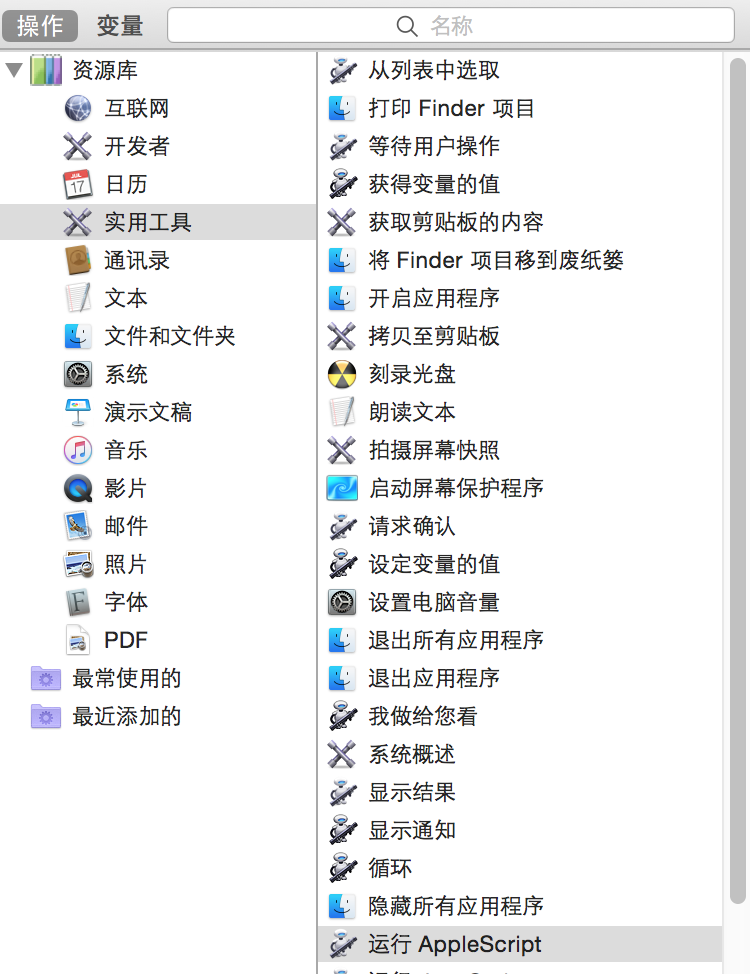 操作 变量 名称
资源库
互联网
开发者
JUL
17
日历
实用工具
通讯录
文本
文件和文件夹
系统
演示文稿
音乐
影片
邮件
照片
F
字体
PDF
最常使用的
最近添加的
从列表中选取
打印 Finder 项目
等待用户操作
获得变量的值
获取剪贴板的内容
将 Finder 项目移到废纸篓
开启应用程序
拷贝至剪贴板
刻录光盘
朗读文本
拍摄屏幕快照
启动屏幕保护程序
请求确认
设定变量的值
设置电脑音量
退出所有应用程序
退出应用程序
我做给您看
系统概述
显示结果
显示通知
循环
隐藏所有应用程序
运行 AppleScript